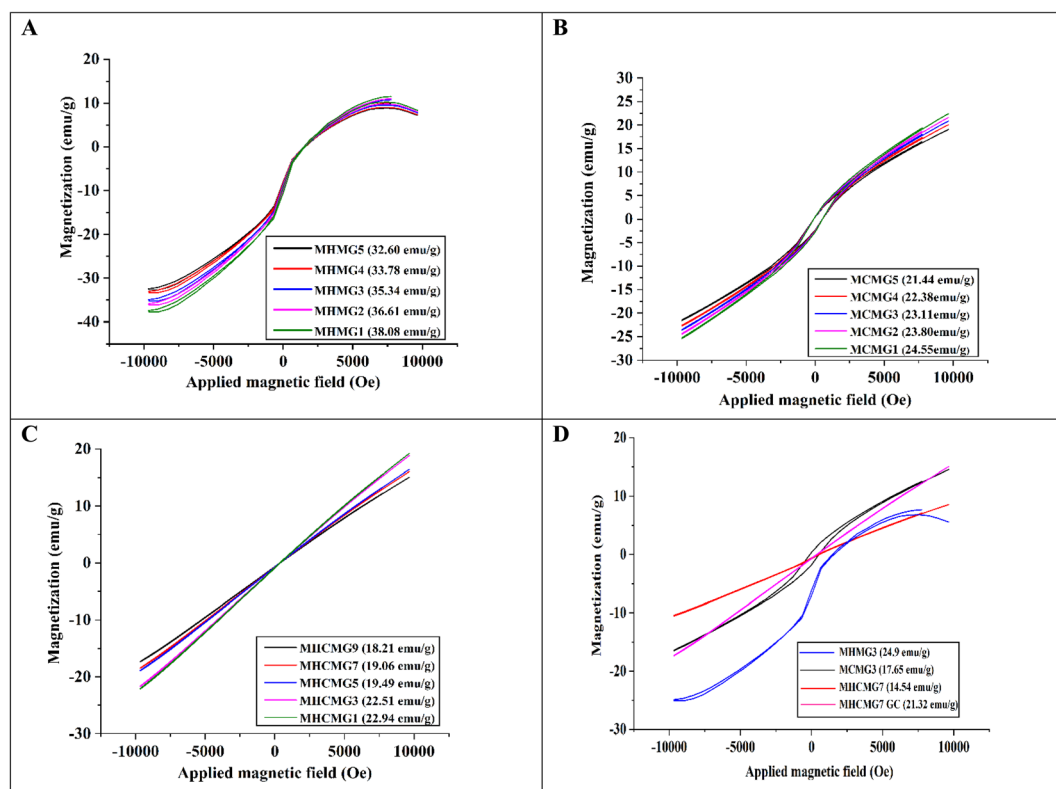 A
20
10
0
-10
-20
-30
-40
Magnetization (emu/g)
MHMG5 (32.60 emu/g)
MHMG4 (33.78 emu/g)
MHMG3 (35.34 emu/g)
MHMG2 (36.61 emu/g)
MHMG1 (38.08 emu/g)
-10000 -5000 0 5000 10000
Applied magnetic field (Oe)
B
30
25
20
15
10
5
0
-5
-10
-15
-20
-25
-30
Magnetization (emu/g)
MCMG5 (21.44 emu/g)
MCMG4 (22.38emu/g)
MCMG3 (23.11emu/g)
MCMG2 (23.80emu/g)
MCMG1 (24.55emu/g)
-10000 -5000 0 5000 10000
Applied magnetic field (Oe)
C
20
10
0
-10
-20
-30
Magnetization (emu/g)
MHCMG9 (18.21 emu/g)
MHCMG7 (19.06 emu/g)
MHCMG5 (19.49 emu/g)
MHCMG3 (22.51 emu/g)
MHCMG1 (22.94 emu/g)
-10000 -5000 0 5000 10000
Applied magnetic field (Oe)
D
20
10
0
-10
-20
-30
Magnetization (emu/g)
MHMG3 (24.9 emu/g)
MCMG3 (17.65 emu/g)
MHCMG7 (14.54 emu/g)
MHCMG7 GC (21.32 emu/g)
-10000 -5000 0 5000 10000
Applied magnetic field (Oe)